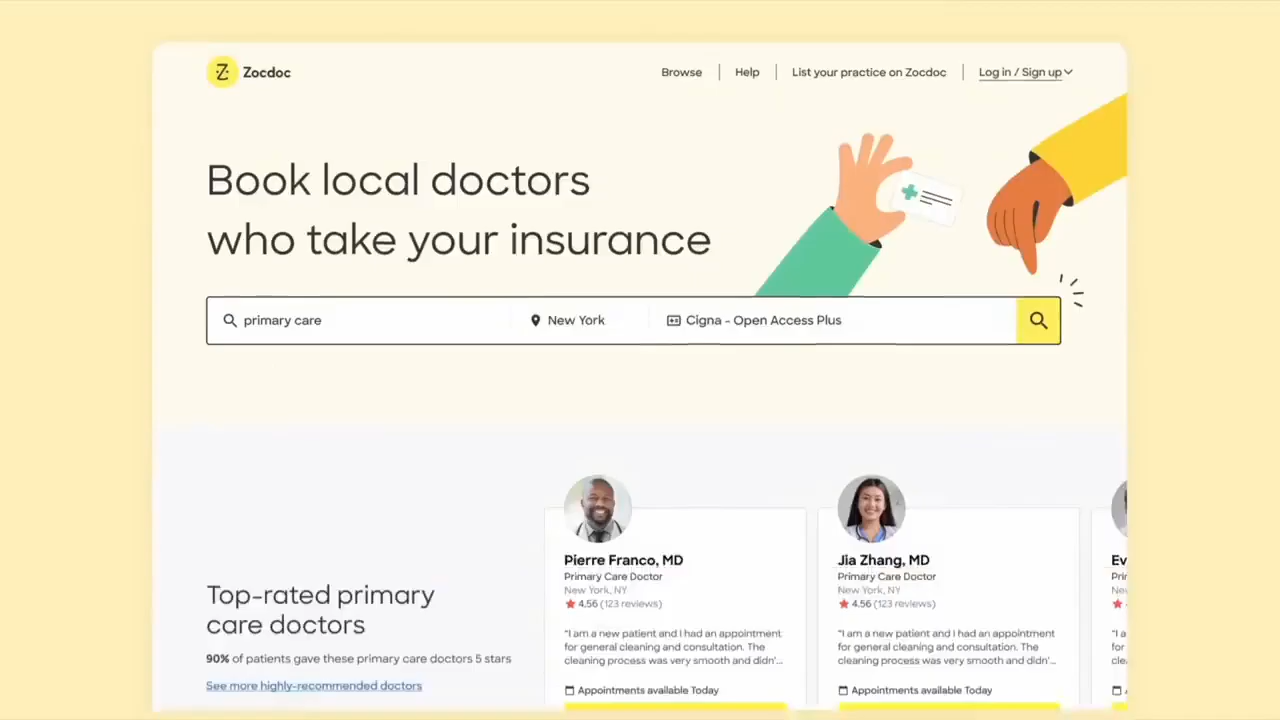 Zocdoc
Browse
Help
List your practice on Zocdoc
Log in / Sign up
Book local doctors
who take your insurance
primary care
New York
Cigna - Open Access Plus
Top-rated primary
care doctors
90% of patients gave these primary care doctors 5 stars
See more highly-recommended doctors
Pierre Franco, MD
Primary Care Doctor
New York, NY
4.56 (123 reviews)
"I am a new patient and I had an appointment
for general cleaning and consultation. The
cleaning process was very smooth and didn'...
Appointments available Today
Jia Zhang, MD
Primary Care Doctor
New York, NY
4.56 (123 reviews)
"I am a new patient and I had an appointment
for general cleaning and consultation. The
cleaning process was very smooth and didn'...
Appointments available Today
Ev
Pri
Ne
"I a
for
cle